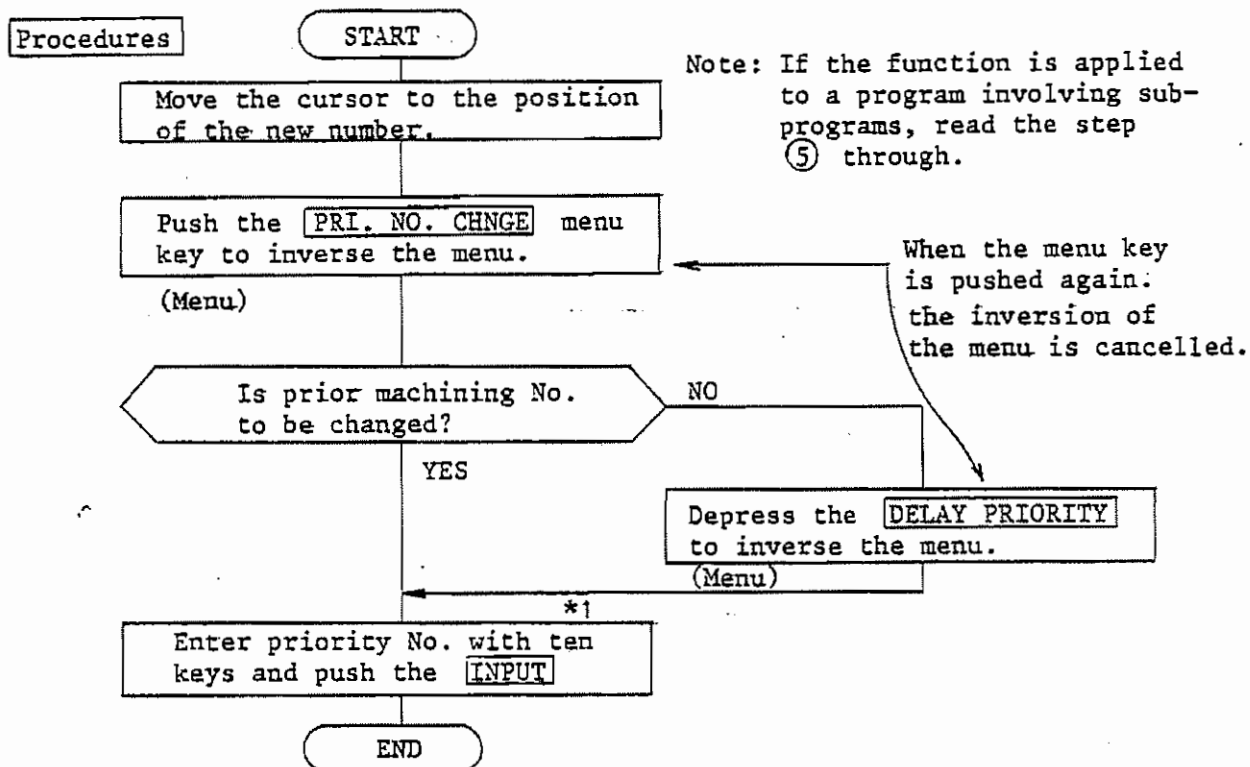 Procedures
START
Note: If the function is applied
to a program involving sub-
programs, read the step
⑤ through.
Move the cursor to the position
of the new number.
Push the PRI. NO. CHNGE menu
key to inverse the menu.
(Menu)
When the menu key
is pushed again.
the inversion of
the menu is cancelled.
Is prior machining No.
to be changed?
NO
YES
Depress the DELAY PRIORITY
to inverse the menu.
(Menu)
*1
Enter priority No. with ten
keys and push the INPUT
END